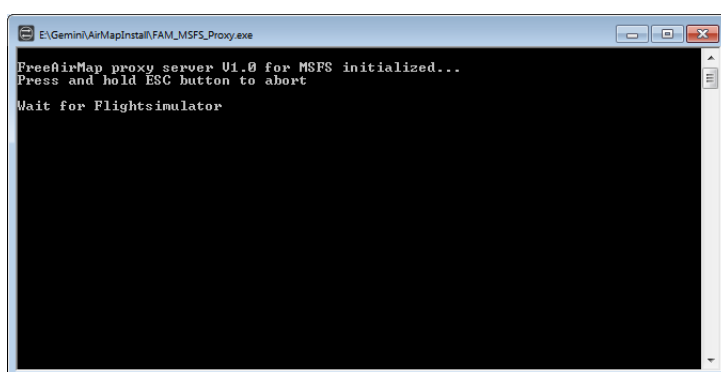 E:\Gemini\AirMapInstall\FAM_MSFS_Proxy.exe
FreeAirMap proxy server V1.0 for MSFS initialized...
Press and hold ESC button to abort
Wait for Flightsimulator